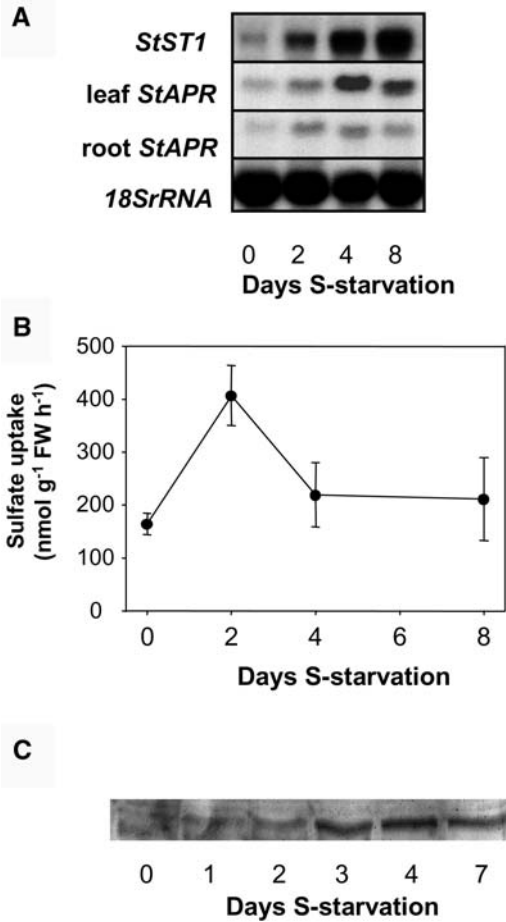 A
StST1
leaf StAPR
root StAPR
18SrRNA
0 2 4 8
Days S-starvation
B
500
400
300
200
100
0
Sulfate uptake
(nmol g⁻¹ FW h⁻¹)
0 2 4 6 8
Days S-starvation
C
0 1 2 3 4 7
Days S-starvation